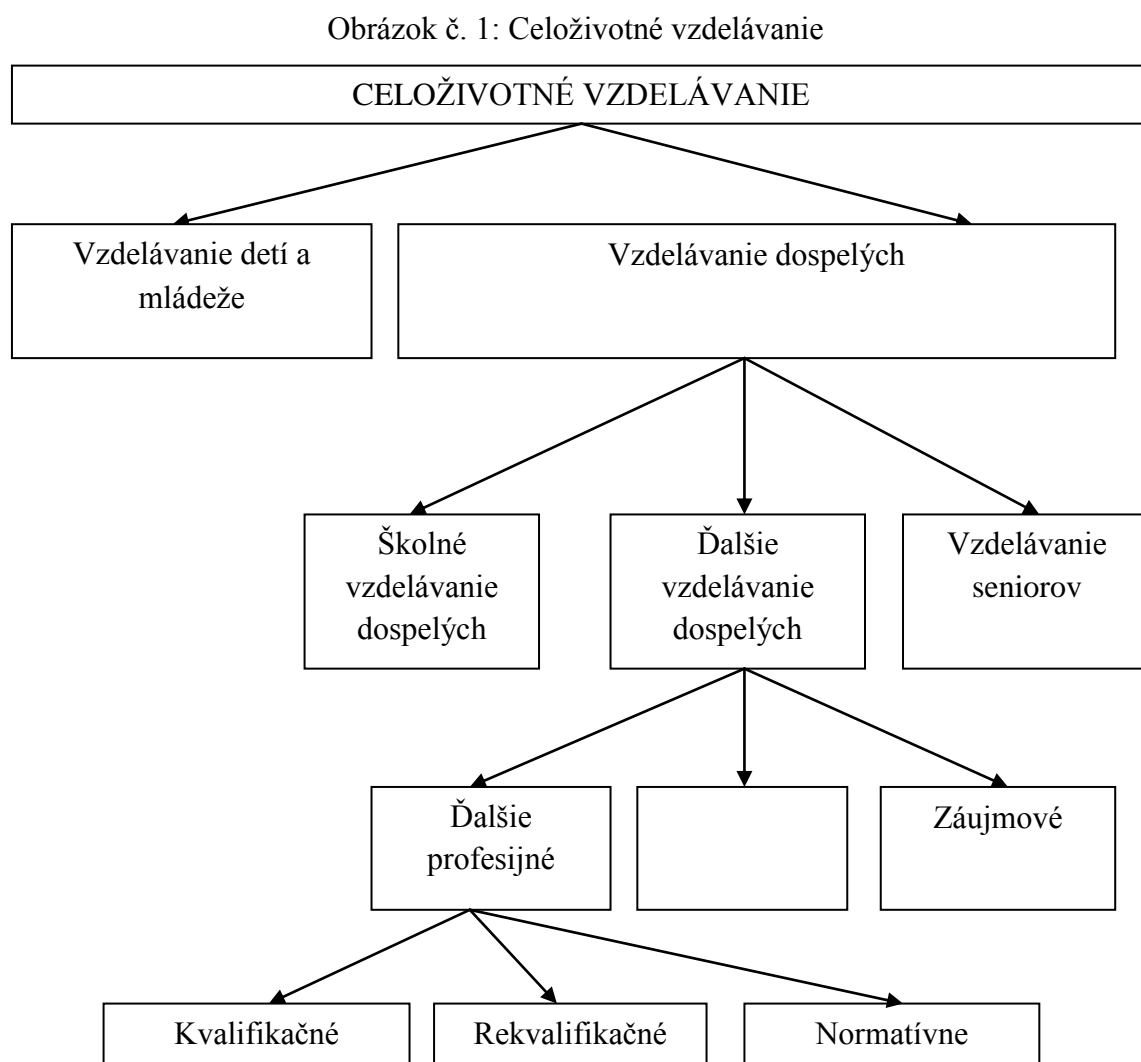 Obrázok č. 1: Celoživotné vzdelávanie
CELOŽIVOTNÉ VZDELÁVANIE
Vzdelávanie detí a
mládeže
Vzdelávanie dospelých
Školné
vzdelávanie
dospelých
Ďalšie
vzdelávanie
dospelých
Vzdelávanie
seniorov
Ďalšie
profesijné
Záujmové
Kvalifikačné
Rekvalifikačné
Normatívne